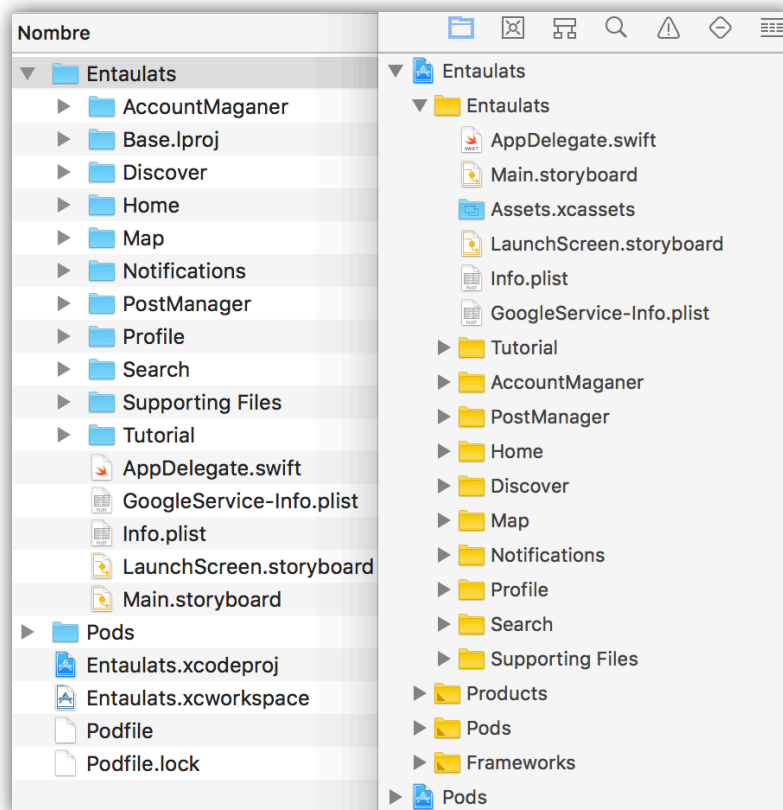 Nombre
Entaulats
AccountMaganer
Base.lproj
Discover
Home
Map
Notifications
PostManager
Profile
Search
Supporting Files
Tutorial
AppDelegate.swift
GoogleService-Info.plist
Info.plist
LaunchScreen.storyboard
Main.storyboard
Pods
Entaulats.xcodeproj
Entaulats.xcworkspace
Podfile
Podfile.lock
Entaulats
Entaulats
AppDelegate.swift
Main.storyboard
Assets.xcassets
LaunchScreen.storyboard
Info.plist
GoogleService-Info.plist
Tutorial
AccountMaganer
PostManager
Home
Discover
Map
Notifications
Profile
Search
Supporting Files
Products
Pods
Frameworks
Pods